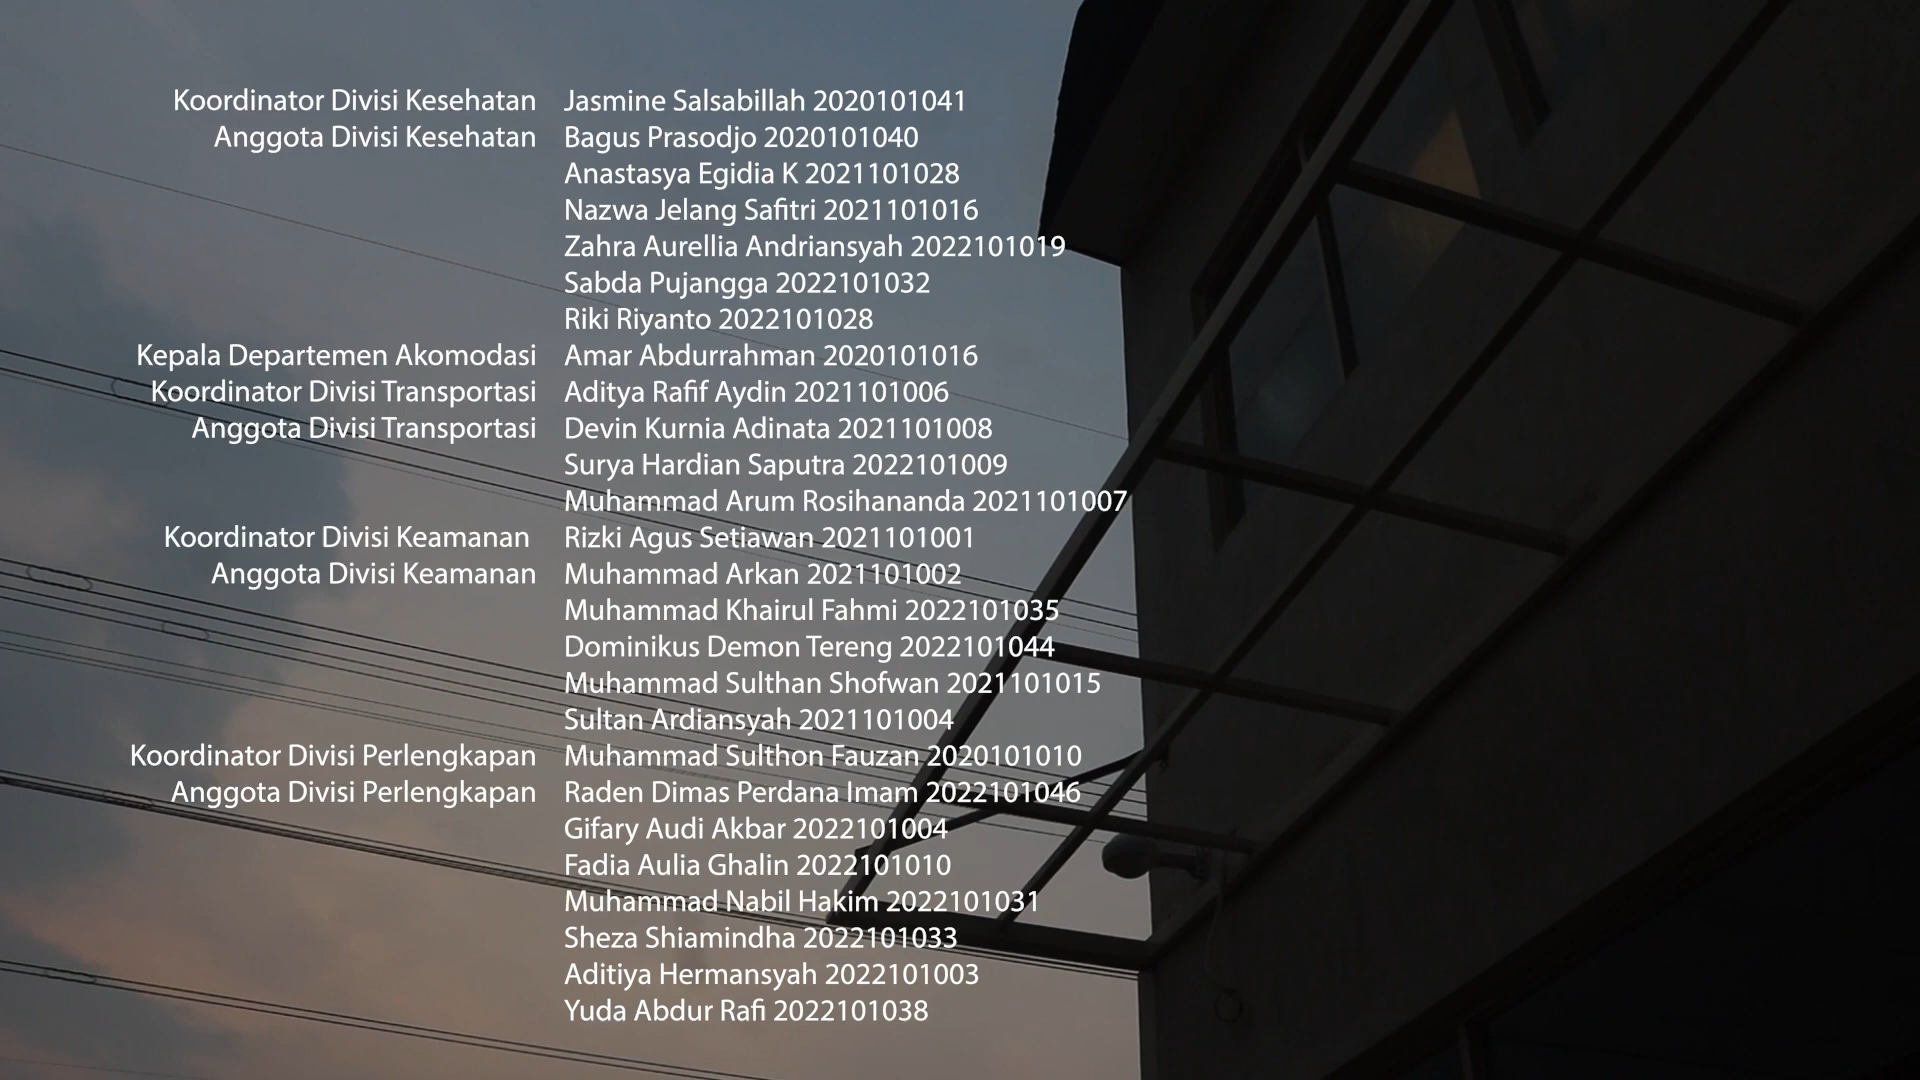 Koordinator Divisi Kesehatan Jasmine Salsabillah 2020101041
Anggota Divisi Kesehatan Bagus Prasodjo 2020101040
Anastasya Egidia K 2021101028
Nazwa Jelang Safitri 2021101016
Zahra Aurellia Andriansyah 2022101019
Sabda Pujangga 2022101032
Riki Riyanto 2022101028
Kepala Departemen Akomodasi Amar Abdurrahman 2020101016
Koordinator Divisi Transportasi Aditya Rafif Aydin 2021101006
Anggota Divisi Transportasi Devin Kurnia Adinata 2021101008
Surya Hardian Saputra 2022101009
Muhammad Arum Rosihananda 2021101007
Koordinator Divisi Keamanan Rizki Agus Setiawan 2021101001
Anggota Divisi Keamanan Muhammad Arkan 2021101002
Muhammad Khairul Fahmi 2022101035
Dominikus Demon Tereng 2022101044
Muhammad Sulthan Shofwan 2021101015
Sultan Ardiansyah 2021101004
Koordinator Divisi Perlengkapan Muhammad Sulthon Fauzan 2020101010
Anggota Divisi Perlengkapan Raden Dimas Perdana Imam 2022101046
Gifary Audi Akbar 2022101004
Fadia Aulia Ghalin 2022101010
Muhammad Nabil Hakim 2022101031
Sheza Shiamindha 2022101033
Aditiya Hermansyah 2022101003
Yuda Abdur Rafi 2022101038